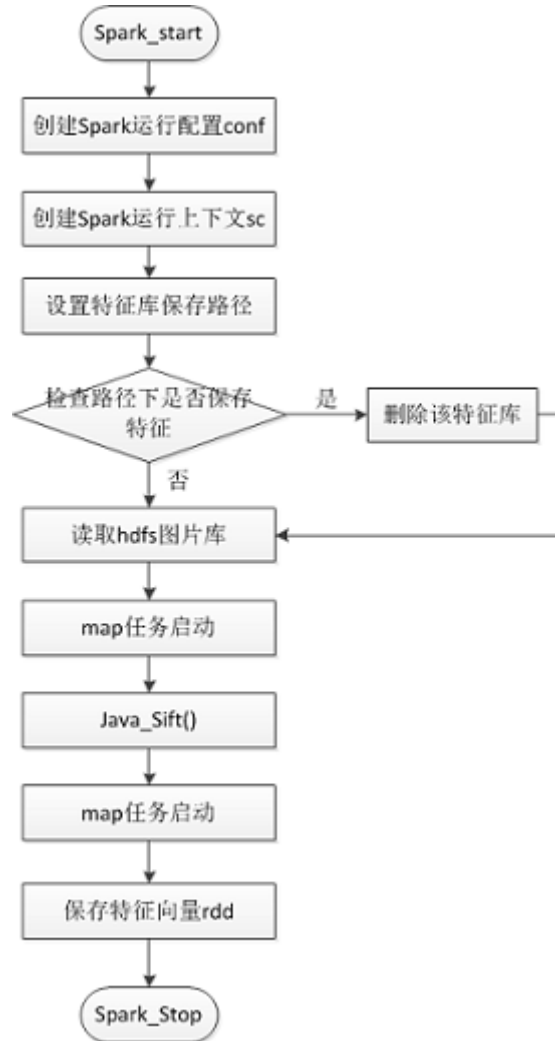 Spark_start
创建Spark运行配置conf
创建Spark运行上下文sc
设置特征库保存路径
检查路径下是否保存
特征
是
删除该特征库
否
读取hdfs图片库
map任务启动
Java_Sift()
map任务启动
保存特征向量rdd
Spark_Stop